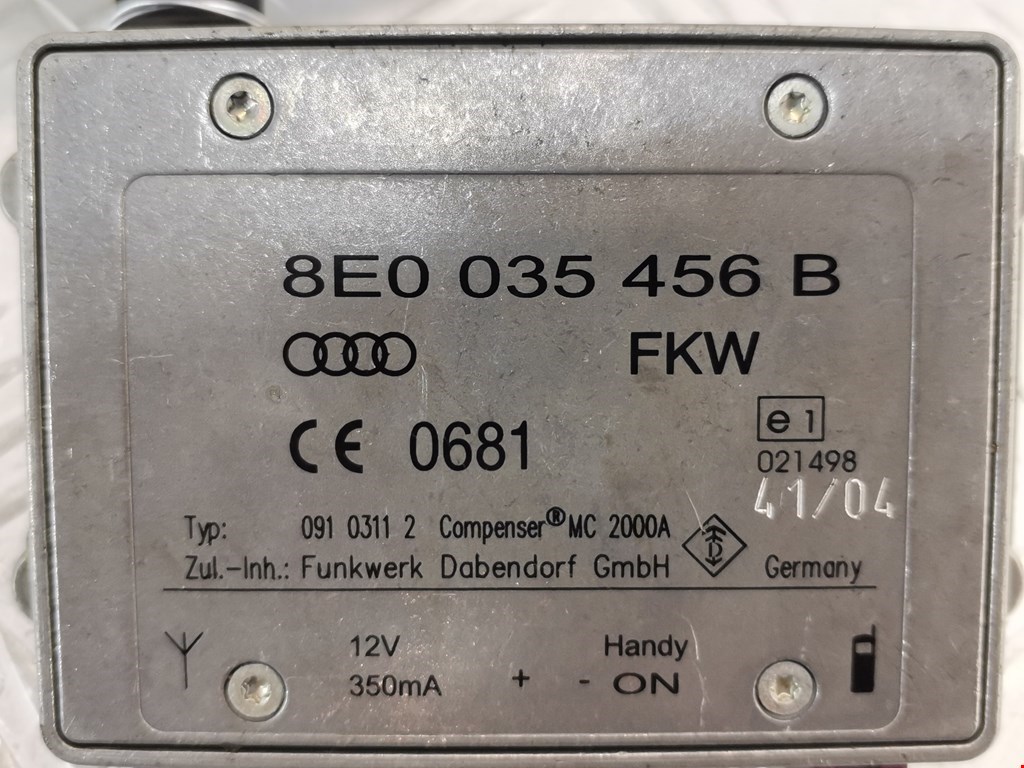 8E0 035 456 B
FKW
CE 0681
e 1
021498
41/04
Typ: 091 0311 2 Compenser® MC 2000A
Zul.-Inh.: Funkwerk Dabendorf GmbH Germany
12V Handy
350mA + - ON